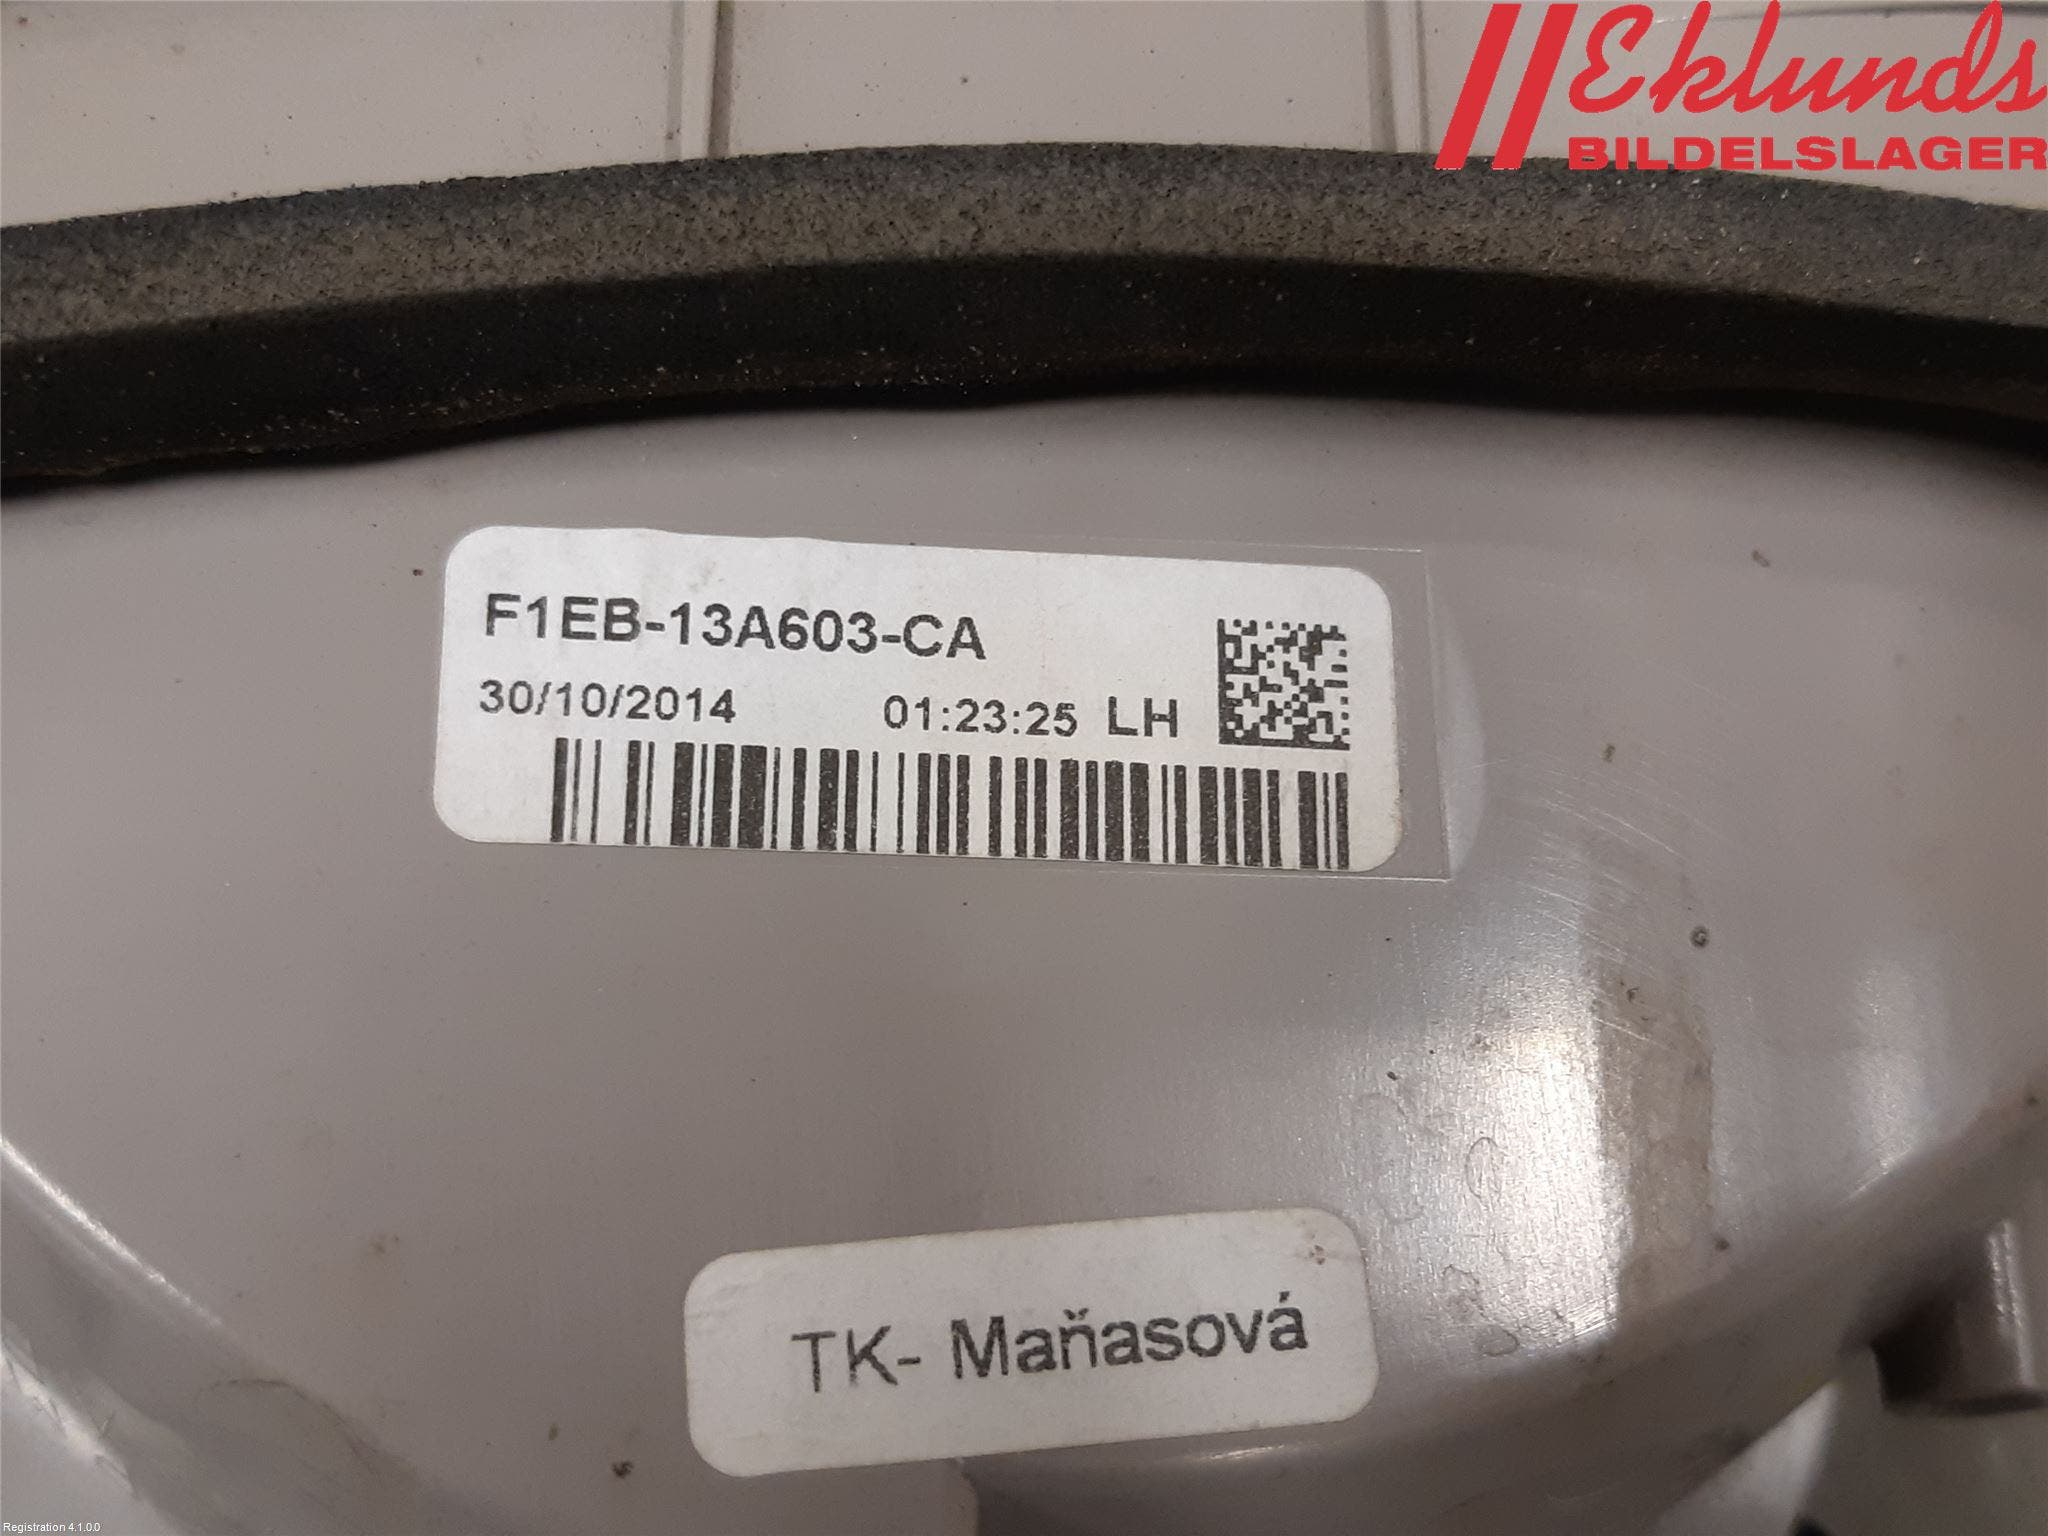 Eklunds
BILDELSLAGER
F1EB-13A603-CA
30/10/2014 01:23:25 LH
TK- Maňasová
Registration 4.1.0.0